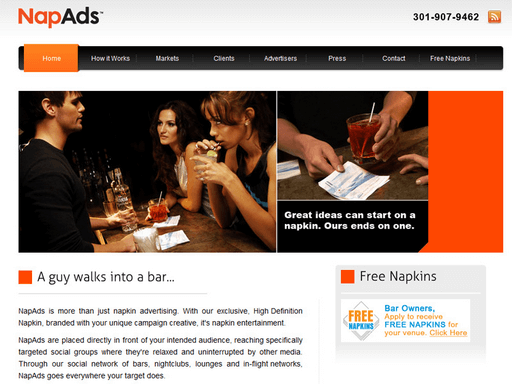 NapAds™
301-907-9462
Home How it Works Markets Clients Advertisers Press Contact Free Napkins
Great ideas can start on a
napkin. Ours ends on one.
A guy walks into a bar...
NapAds is more than just napkin advertising. With our exclusive, High Definition
Napkin, branded with your unique campaign creative, it's napkin entertainment.
NapAds are placed directly in front of your intended audience, reaching specifically
targeted social groups where they're relaxed and uninterrupted by other media.
Through our social network of bars, nightclubs, lounges and in-flight networks,
NapAds goes everywhere your target does.
Free Napkins
FREE
NAPKINS
Bar Owners,
Apply to receive
FREE NAPKINS for
your venue. Click Here